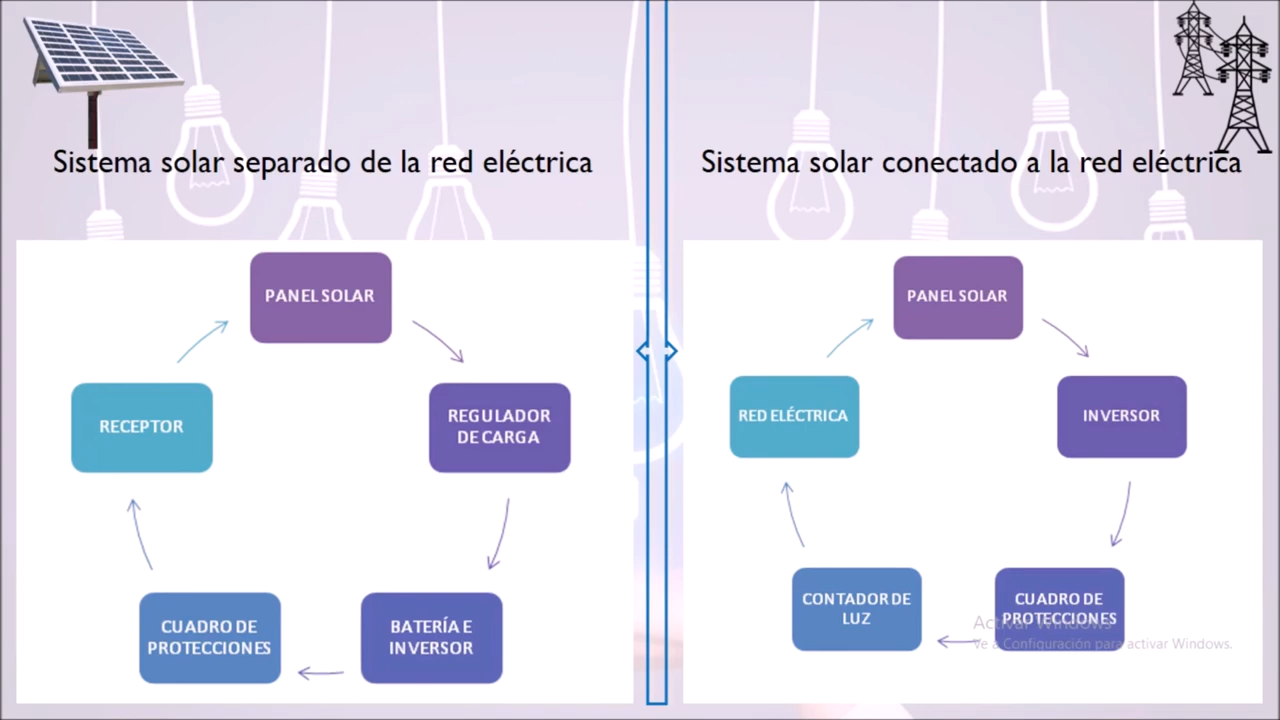 Sistema solar separado de la red eléctrica
PANEL SOLAR
REGULADOR
DE CARGA
BATERÍA E
INVERSOR
CUADRO DE
PROTECCIONES
RECEPTOR
Sistema solar conectado a la red eléctrica
PANEL SOLAR
INVERSOR
CUADRO DE
PROTECCIONES
CONTADOR DE
LUZ
RED ELÉCTRICA
Activar Windows
Ve a Configuración para activar Windows.